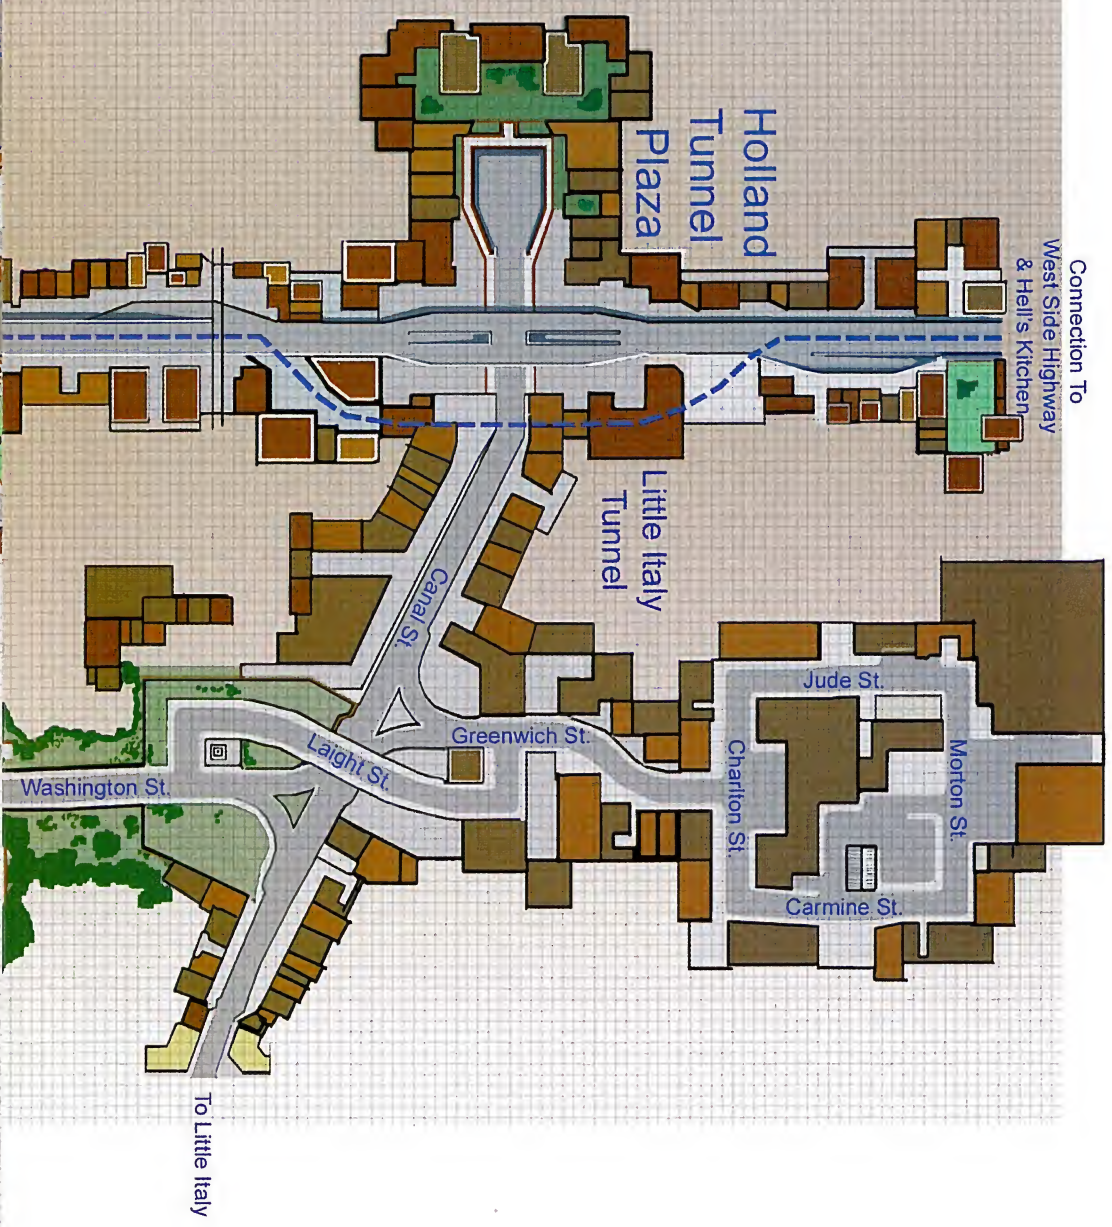 Holland
Tunnel
Plaza
Connection To
West Side Highway
& Hell's Kitchen
Little Italy
Tunnel
Canal St.
Jude St.
Greenwich St.
Laight St.
Charlton St.
Morton St.
Washington St.
Carmine St.
To Little Italy